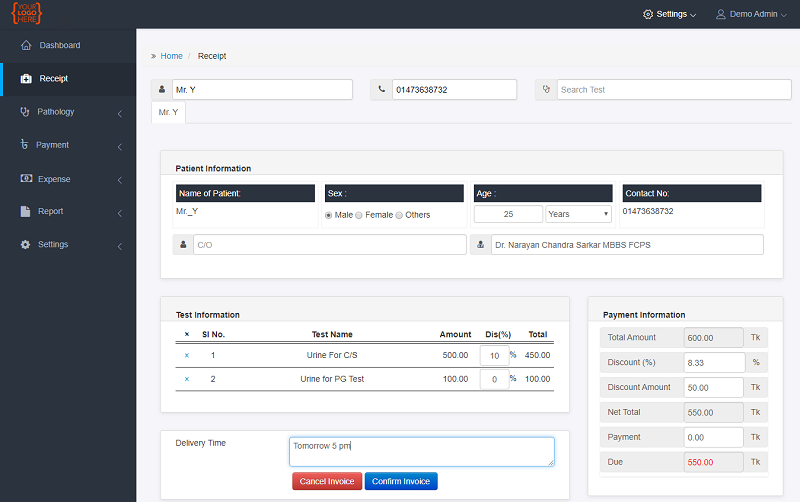 YOUR
LOGO
HERE
Settings
Demo Admin
Dashboard
Receipt
Pathology
Payment
Expense
Report
Settings
» Home / Receipt
Mr. Y
01473638732
Search Test
Mr. Y
Patient Information
Name of Patient: Sex : Age : Contact No:
Mr._Y Male Female Others 25 Years 01473638732
C/O Dr. Narayan Chandra Sarkar MBBS FCPS
Test Information
× Sl No. Test Name Amount Dis(%) Total
× 1 Urine For C/S 500.00 10 % 450.00
× 2 Urine for PG Test 100.00 0 % 100.00
Delivery Time Tomorrow 5 pm
Cancel Invoice Confirm Invoice
Payment Information
Total Amount 600.00 Tk
Discount (%) 8.33 %
Discount Amount 50.00 Tk
Net Total 550.00 Tk
Payment 0.00 Tk
Due 550.00 Tk